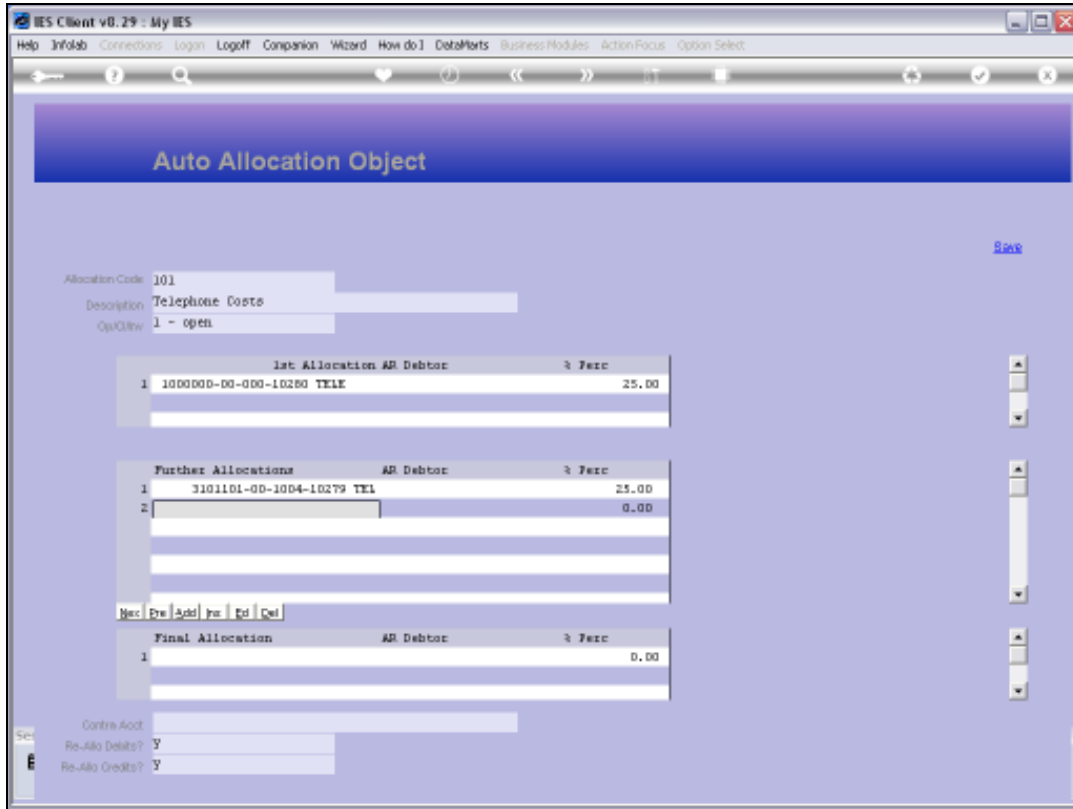 IES Client v8.29 : My IES
Help Infolab Connections Logon Logoff Companion Wizard How do I DataMarts Business Modules Action Focus Option Select
Auto Allocation Object
Save
Allocation Code 101
Description Telephone Costs
Op/Cl/Inv 1 - open
1st Allocation AR Debtor % Perc
1 1000000-00-000-10280 TELE 25.00
Further Allocations AR Debtor % Perc
1 3101101-00-1004-10279 TEL 25.00
2 0.00
Nex Pre Add Ins Ed Del
Final Allocation AR Debtor % Perc
1 0.00
Contra Acct
Re-Allo Debits? Y
Re-Allo Credits? Y